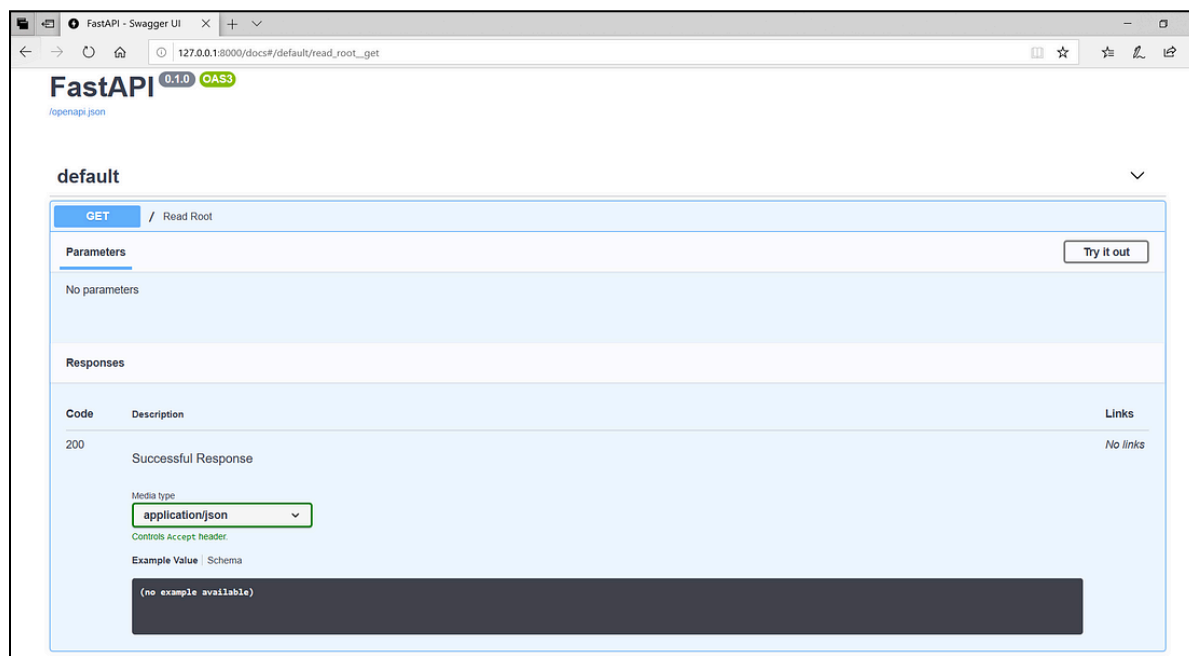 FastAPI - Swagger UI
127.0.0.1:8000/docs#/default/read_root__get
FastAPI 0.1.0 OAS3
/openapi.json
default
GET / Read Root
Parameters Try it out
No parameters
Responses
Code Description Links
200 No links
Successful Response
Media type
application/json
Controls Accept header.
Example Value Schema
(no example available)